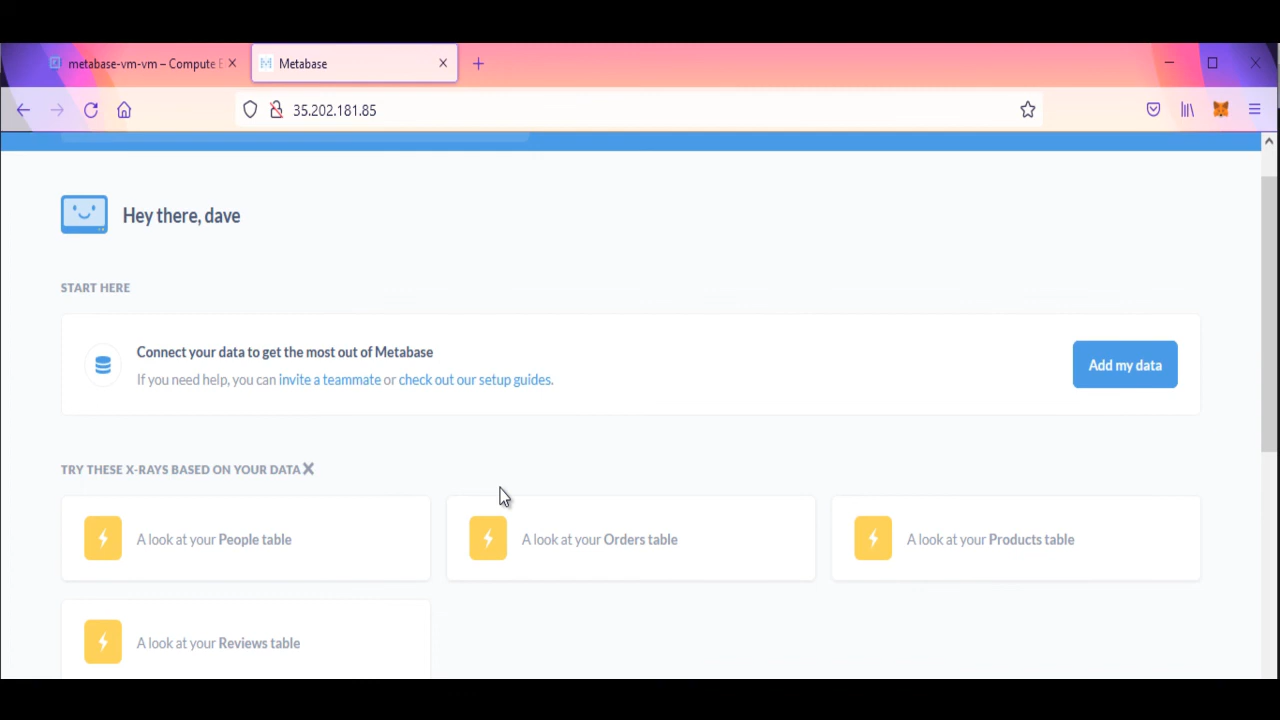 metabase-vm-vm – Compute E
Metabase
35.202.181.85
Hey there, dave
START HERE
Connect your data to get the most out of Metabase
If you need help, you can invite a teammate or check out our setup guides.
Add my data
TRY THESE X-RAYS BASED ON YOUR DATA
A look at your People table
A look at your Orders table
A look at your Products table
A look at your Reviews table